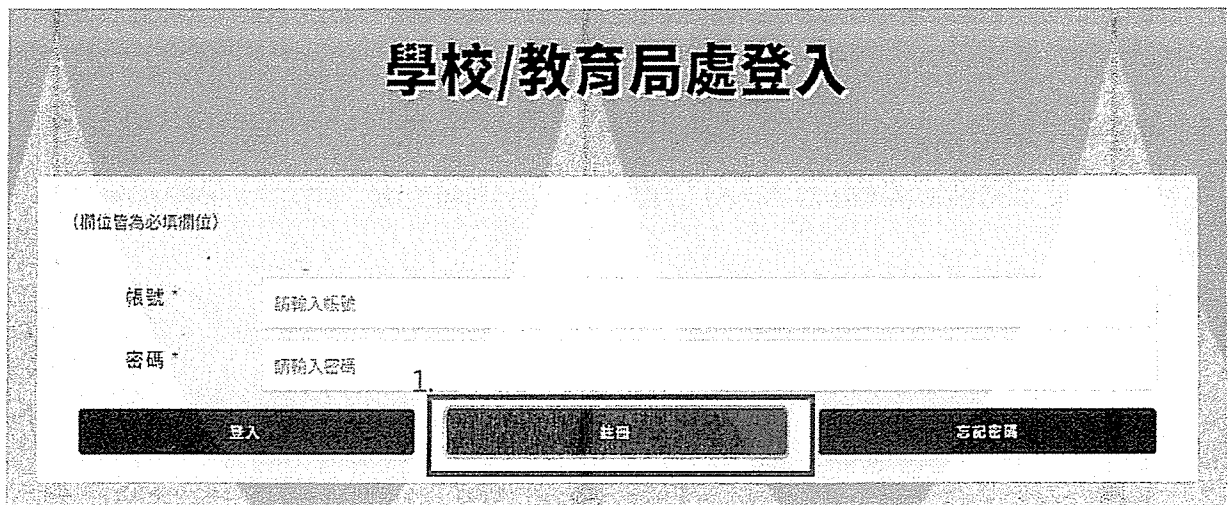 學校/教育局處登入
(欄位皆為必填欄位)
帳號 *
請輸入帳號
密碼 *
請輸入密碼
1.
登入
註冊
忘記密碼